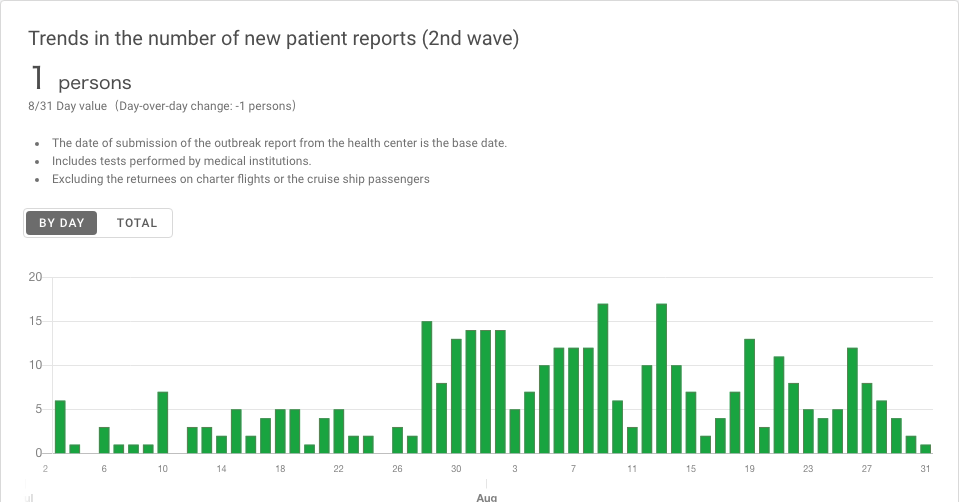 Trends in the number of new patient reports (2nd wave)
1 persons
8/31 Day value (Day-over-day change: -1 persons)
The date of submission of the outbreak report from the health center is the base date.
Includes tests performed by medical institutions.
Excluding the returnees on charter flights or the cruise ship passengers
BY DAY TOTAL
20
15
10
5
0
2 6 10 14 18 22 26 30 3 7 11 15 19 23 27 31
Aug